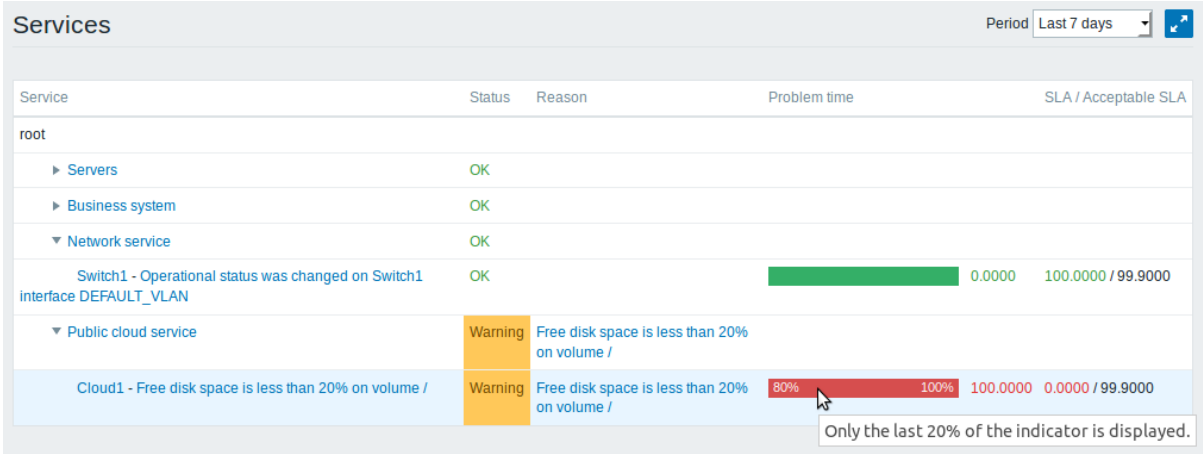 Services
Period Last 7 days
Service Status Reason Problem time SLA / Acceptable SLA
root
Servers OK
Business system OK
Network service OK
Switch1 - Operational status was changed on Switch1 OK 0.0000 100.0000 / 99.9000
interface DEFAULT_VLAN
Public cloud service Warning Free disk space is less than 20%
on volume /
Cloud1 - Free disk space is less than 20% on volume / Warning Free disk space is less than 20% 80% 100% 100.0000 0.0000 / 99.9000
on volume /
Only the last 20% of the indicator is displayed.